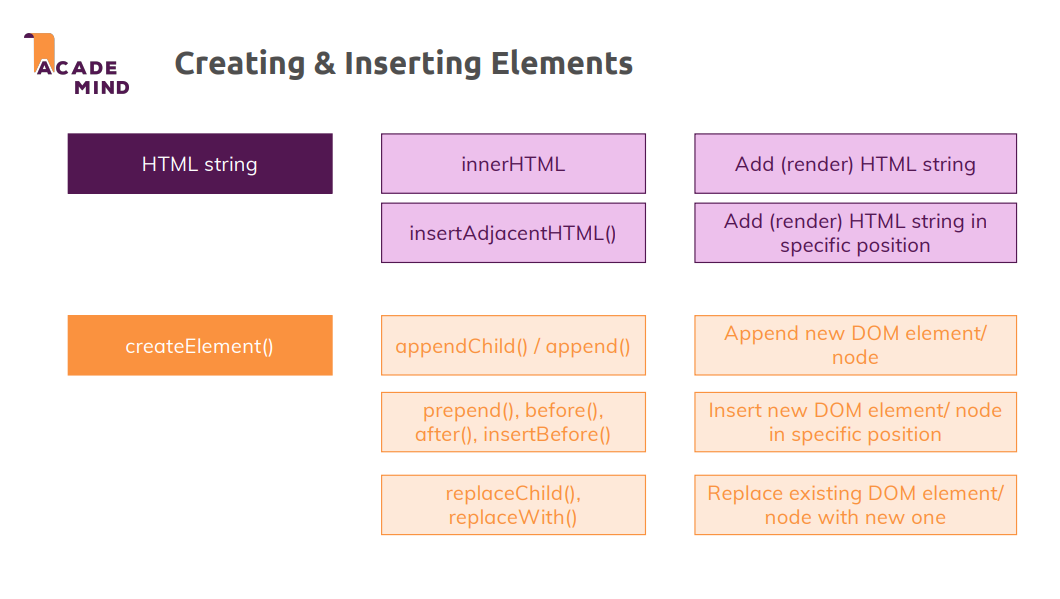 ACADE
MIND
Creating & Inserting Elements
HTML string
innerHTML
Add (render) HTML string
insertAdjacentHTML()
Add (render) HTML string in
specific position
createElement()
appendChild() / append()
Append new DOM element/
node
prepend(), before(),
after(), insertBefore()
Insert new DOM element/ node
in specific position
replaceChild(),
replaceWith()
Replace existing DOM element/
node with new one